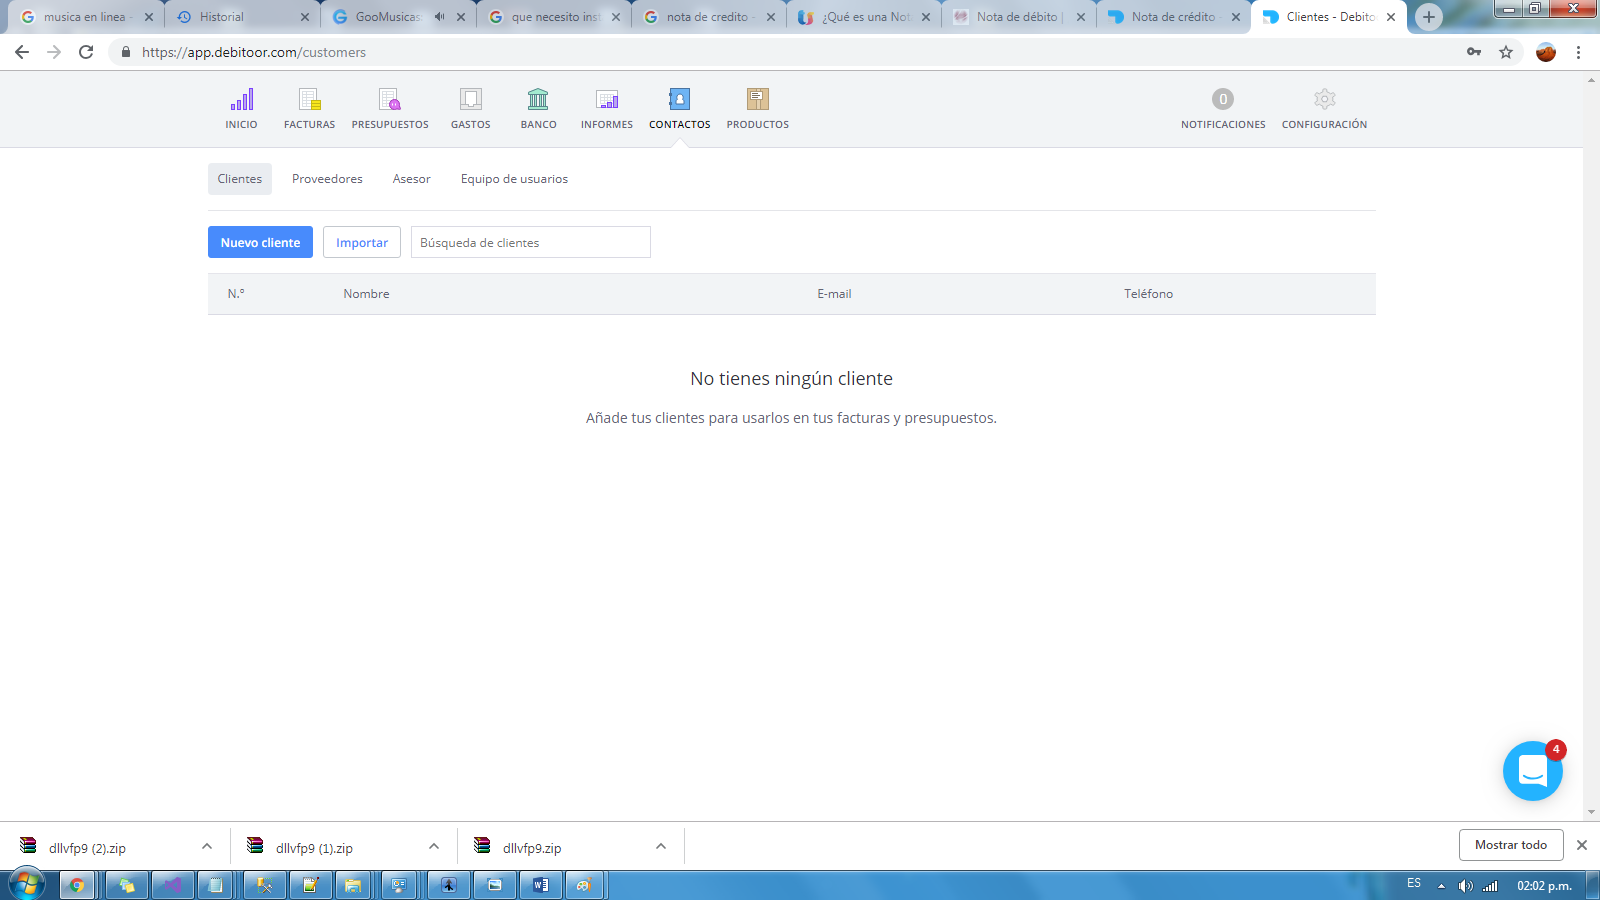 musica en linea -
Historial
GooMusicas
que necesito inst
nota de credito -
¿Qué es una Not
Nota de débito |
Nota de crédito -
Clientes - Debitoo
https://app.debitoor.com/customers
INICIO
FACTURAS
PRESUPUESTOS
GASTOS
BANCO
INFORMES
CONTACTOS
PRODUCTOS
0
NOTIFICACIONES
CONFIGURACIÓN
Clientes
Proveedores
Asesor
Equipo de usuarios
Nuevo cliente
Importar
Búsqueda de clientes
N.º
Nombre
E-mail
Teléfono
No tienes ningún cliente
Añade tus clientes para usarlos en tus facturas y presupuestos.
4
dllvfp9 (2).zip
dllvfp9 (1).zip
dllvfp9.zip
Mostrar todo
ES
02:02 p.m.